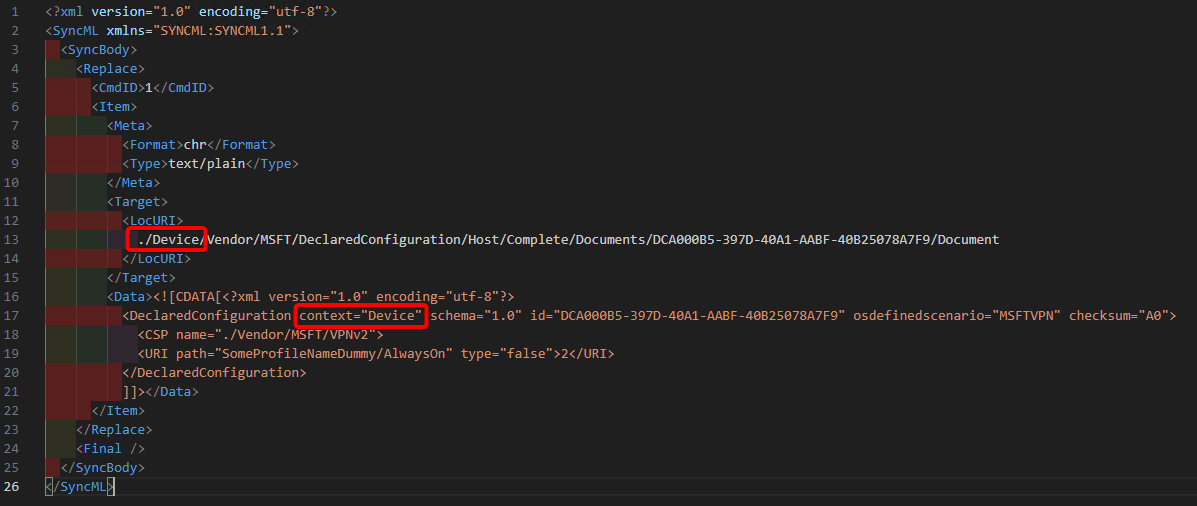 1 <?xml version="1.0" encoding="utf-8"?>
2 <SyncML xmlns="SYNCML:SYNCML1.1">
3 <SyncBody>
4 <Replace>
5 <CmdID>1</CmdID>
6 <Item>
7 <Meta>
8 <Format>chr</Format>
9 <Type>text/plain</Type>
10 </Meta>
11 <Target>
12 <LocURI>
13 ./Device/Vendor/MSFT/DeclaredConfiguration/Host/Complete/Documents/DCA000B5-397D-40A1-AABF-40B25078A7F9/Document
14 </LocURI>
15 </Target>
16 <Data><![CDATA[<?xml version="1.0" encoding="utf-8"?>
17 <DeclaredConfiguration context="Device" schema="1.0" id="DCA000B5-397D-40A1-AABF-40B25078A7F9" osdefinedscenario="MSFTVPN" checksum="A0">
18 <CSP name="./Vendor/MSFT/VPNv2">
19 <URI path="SomeProfileNameDummy/AlwaysOn" type="false">2</URI>
20 </DeclaredConfiguration>
21 ]]></Data>
22 </Item>
23 </Replace>
24 <Final />
25 </SyncBody>
26 </SyncML>